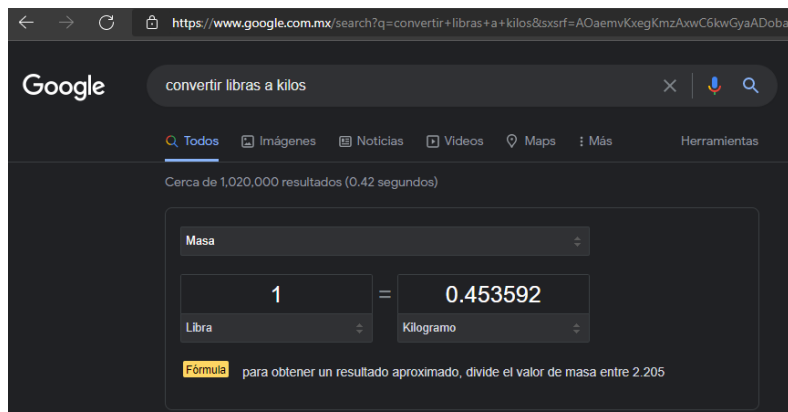 https://www.google.com.mx/search?q=convertir+libras+a+kilos&sxsrf=AOaemvKxegKmzAxwC6kwGyaADoba
Google
convertir libras a kilos
Todos Imágenes Noticias Videos Maps Más Herramientas
Cerca de 1,020,000 resultados (0.42 segundos)
Masa
1 = 0.453592
Libra Kilogramo
Fórmula para obtener un resultado aproximado, divide el valor de masa entre 2.205